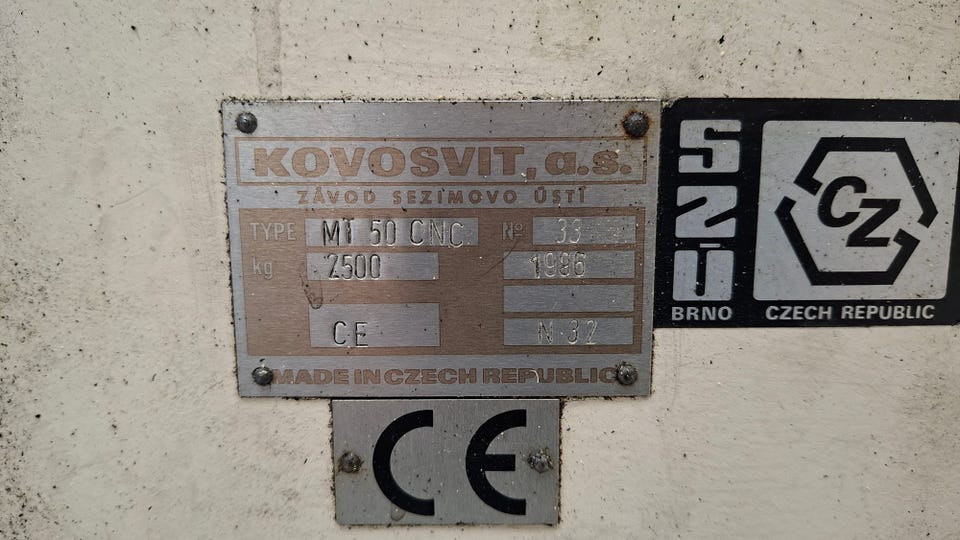 KOVOSVIT, a.s.
ZÁVOD SEZIMOVO ÚSTÍ
TYPE MT 50 CNC Nº 33
kg 2500 1996
CE N 32
MADE IN CZECH REPUBLIC
CE
S
Z
Ú
BRNO
CZ
CZECH REPUBLIC